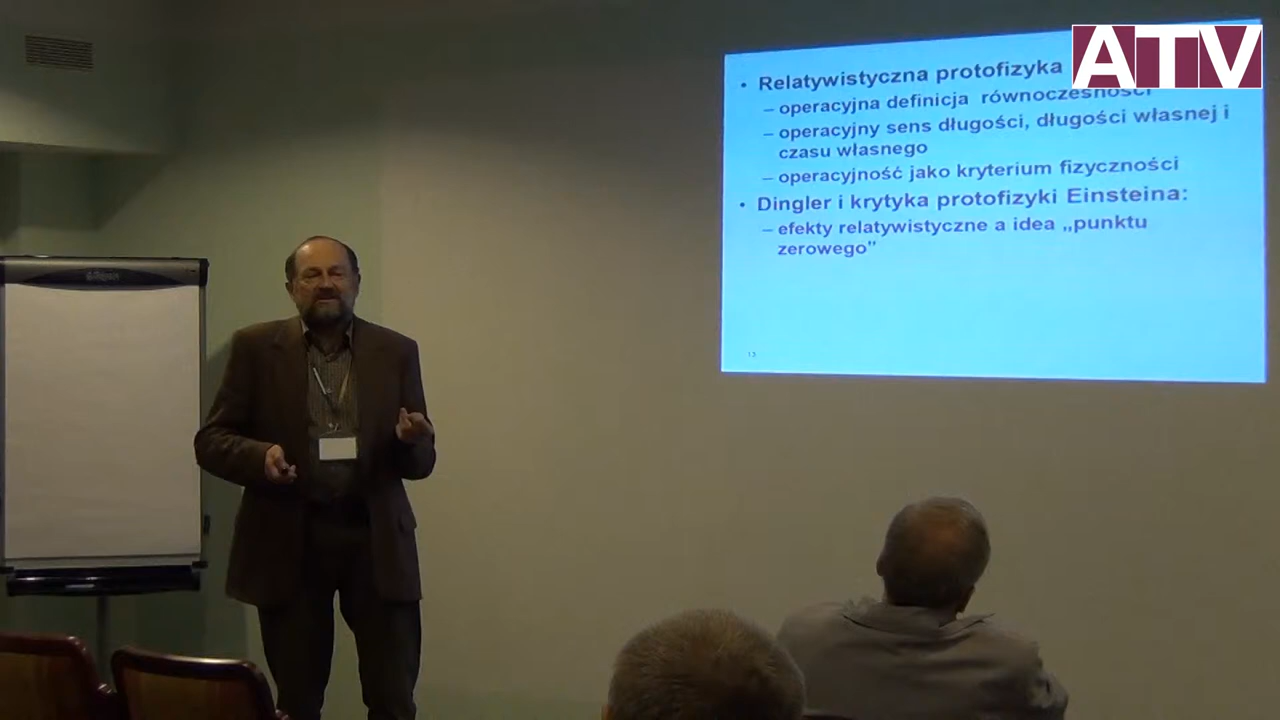 ATV
• Relatywistyczna protofizyka
– operacyjna definicja równoczesności
– operacyjny sens długości, długości własnej i
czasu własnego
– operacyjność jako kryterium fizyczności
• Dingler i krytyka protofizyki Einsteina:
– efekty relatywistyczne a idea „punktu
zerowego”
13